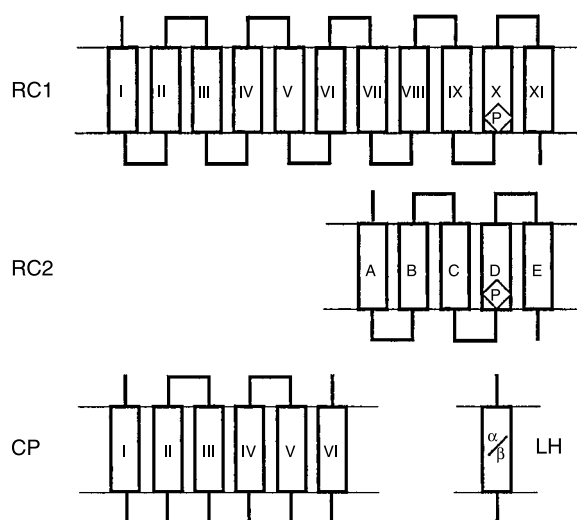 RC1 I II III IV V VI VII VIII IX X XI
P
RC2 A B C D E
P
CP I II III IV V VI α/β LH